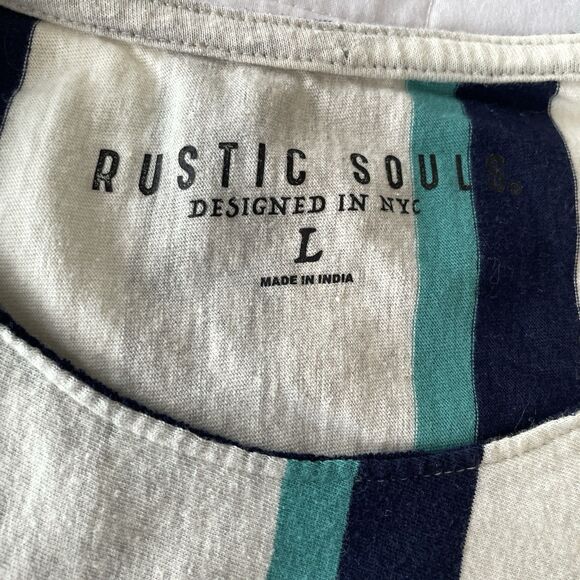 RUSTIC SOULS.
DESIGNED IN NYC
L
MADE IN INDIA